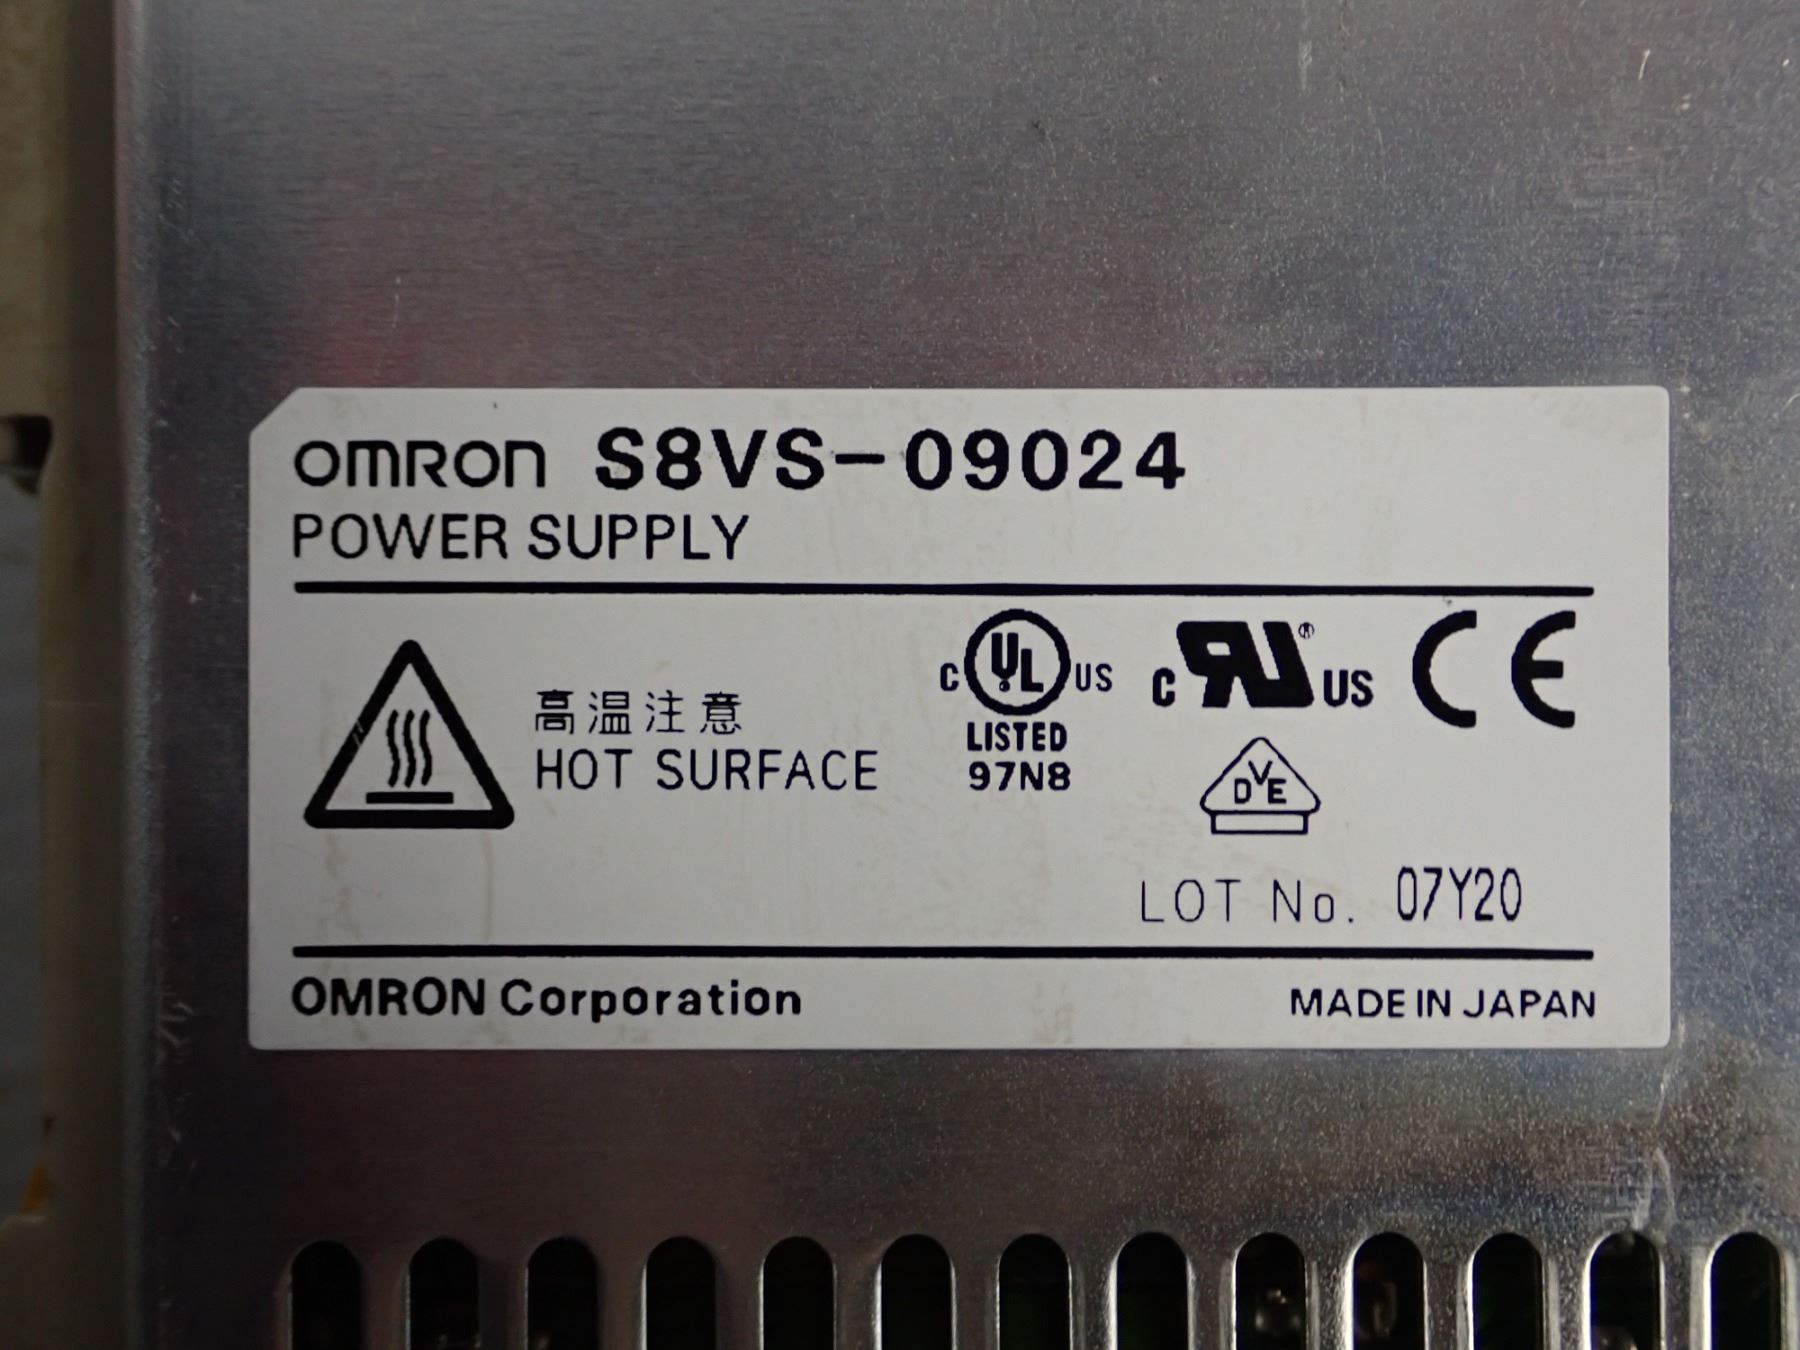 OMRON S8VS-09024
POWER SUPPLY
高温注意
HOT SURFACE
C UL US
LISTED
97N8
C RU® US
CE
DVE
LOT No. 07Y20
OMRON Corporation
MADE IN JAPAN